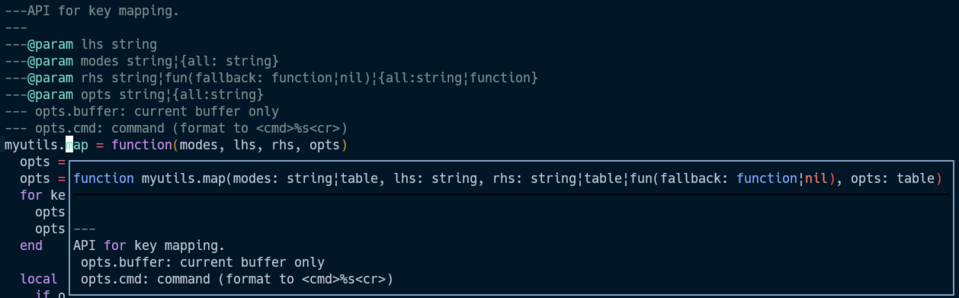 ---API for key mapping.
---
---@param lhs string
---@param modes string¦{all: string}
---@param rhs string¦fun(fallback: function¦nil)¦{all:string¦function}
---@param opts string¦{all:string}
--- opts.buffer: current buffer only
--- opts.cmd: command (format to <cmd>%s<cr>)
myutils.map = function(modes, lhs, rhs, opts)
opts =
opts =
function myutils.map(modes: string¦table, lhs: string, rhs: string¦table¦fun(fallback: function¦nil), opts: table)
for ke
opts
opts
---
end
API for key mapping.
opts.buffer: current buffer only
local
opts.cmd: command (format to <cmd>%s<cr>)
if o